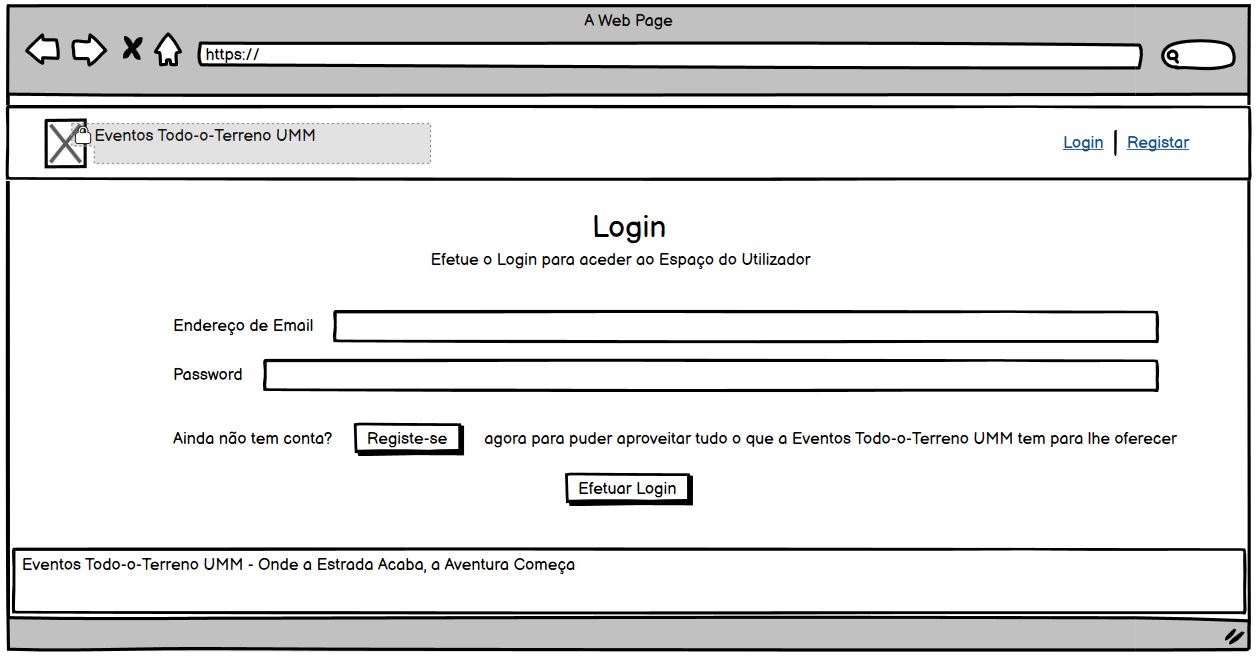 A Web Page
https://
Eventos Todo-o-Terreno UMM
Login
Registar
Login
Efetue o Login para aceder ao Espaço do Utilizador
Endereço de Email
Password
Ainda não tem conta? Registe-se agora para puder aproveitar tudo o que a Eventos Todo-o-Terreno UMM tem para lhe oferecer
Efetuar Login
Eventos Todo-o-Terreno UMM - Onde a Estrada Acaba, a Aventura Começa